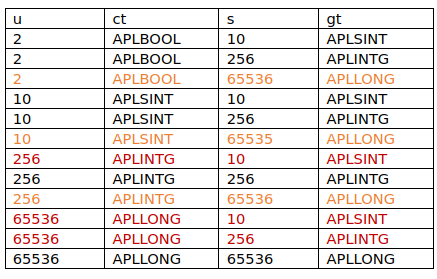 u ct s gt
2 APLBOOL 10 APLSINT
2 APLBOOL 256 APLINTG
2 APLBOOL 65536 APLLONG
10 APLSINT 10 APLSINT
10 APLSINT 256 APLINTG
10 APLSINT 65535 APLLONG
256 APLINTG 10 APLSINT
256 APLINTG 256 APLINTG
256 APLINTG 65536 APLLONG
65536 APLLONG 10 APLSINT
65536 APLLONG 256 APLINTG
65536 APLLONG 65536 APLLONG